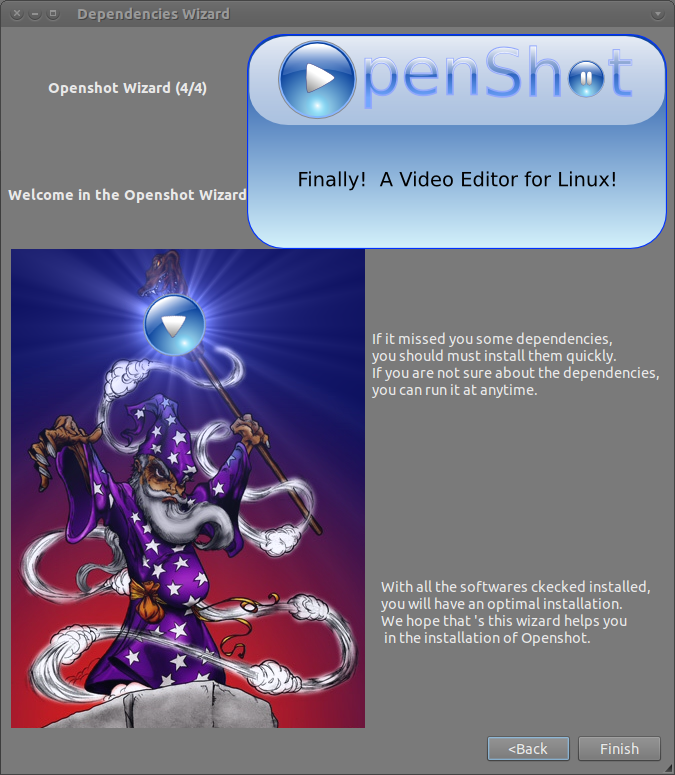 Dependencies Wizard
OpenShot
Openshot Wizard (4/4)
Finally!  A Video Editor for Linux!
Welcome in the Openshot Wizard
If it missed you some dependencies,
you should must install them quickly.
If you are not sure about the dependencies,
you can run it at anytime.
With all the softwares ckecked installed,
you will have an optimal installation.
We hope that 's this wizard helps you
in the installation of Openshot.
<Back
Finish